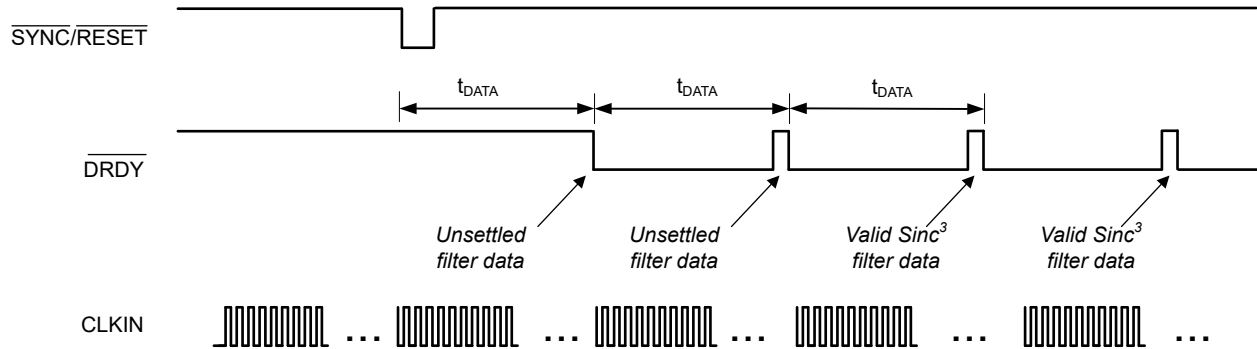 SYNC/RESET
tDATA tDATA tDATA
DRDY
Unsettled filter data
Unsettled filter data
Valid Sinc³ filter data
Valid Sinc³ filter data
CLKIN ... ... ... ... ...